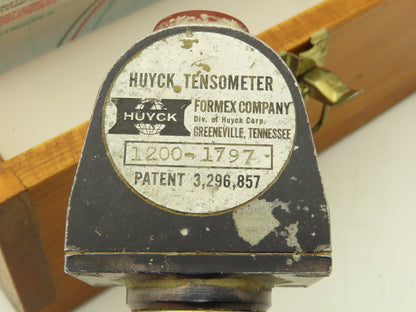 HUYCK TENSOMETER
HUYCK
FORMEX COMPANY
Div. of Huyck Corp.
GREENEVILLE, TENNESSEE
1200-1797
PATENT 3,296,857